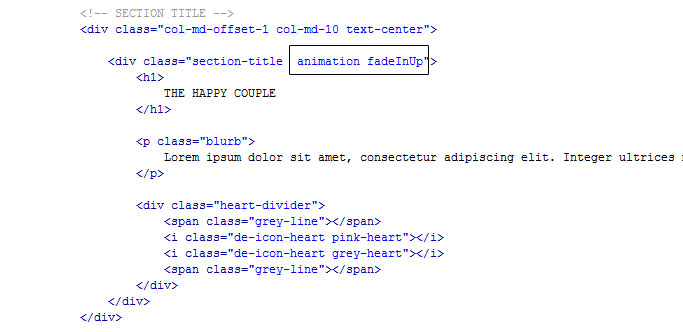 <!-- SECTION TITLE -->
<div class="col-md-offset-1 col-md-10 text-center">
<div class="section-title animation fadeInUp">
<h1>
THE HAPPY COUPLE
</h1>
<p class="blurb">
Lorem ipsum dolor sit amet, consectetur adipiscing elit. Integer ultrices
</p>
<div class="heart-divider">
<span class="grey-line"></span>
<i class="de-icon-heart pink-heart"></i>
<i class="de-icon-heart grey-heart"></i>
<span class="grey-line"></span>
</div>
</div>
</div>